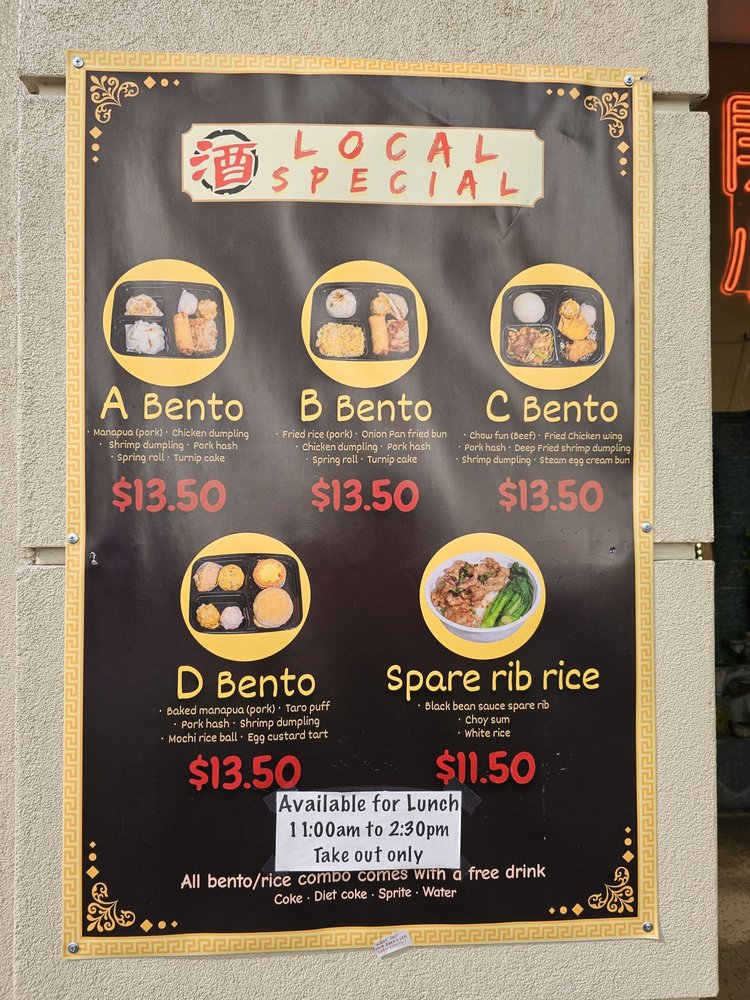 酒
LOCAL
SPECIAL
A Bento
· Manapua (pork) · Chicken dumpling
· Shrimp dumpling · Pork hash
· Spring roll · Turnip cake
$13.50
B Bento
· Fried rice (pork) · Onion Pan fried bun
· Chicken dumpling · Pork hash
· Spring roll · Turnip cake
$13.50
C Bento
· Chow fun (Beef) · Fried Chicken wing
· Pork hash · Deep Fried shrimp dumpling
· Shrimp dumpling · Steam egg cream bun
$13.50
D Bento
· Baked manapua (pork) · Taro puff
· Pork hash · Shrimp dumpling
· Mochi rice ball · Egg custard tart
$13.50
Spare rib rice
· Black bean sauce spare rib
· Choy sum
· White rice
$11.50
Available for Lunch
11:00am to 2:30pm
Take out only
All bento/rice combo comes with a free drink
Coke · Diet coke · Sprite · Water